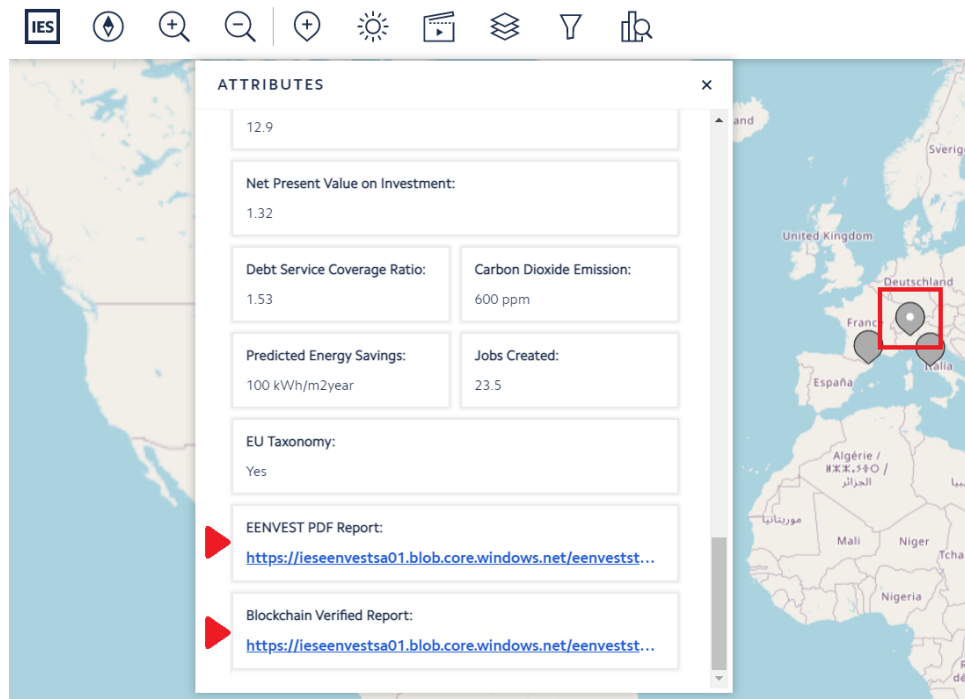 IES
ATTRIBUTES
12.9
Net Present Value on Investment:
1.32
Debt Service Coverage Ratio:
Carbon Dioxide Emission:
1.53
600 ppm
Predicted Energy Savings:
Jobs Created:
100 kWh/m2year
23.5
EU Taxonomy:
Yes
EENVEST PDF Report:
https://ieseenvestsa01.blob.core.windows.net/eenvestst...
Blockchain Verified Report:
https://ieseenvestsa01.blob.core.windows.net/eenvestst...
and
Sverig
United Kingdom
Deutschland
France
Italia
España
Algérie /
ⵍⵣⵣⴰⵢⴻⵔ /
الجزائر
موريتانيا
Mali
Niger
Tcha
Nigeria